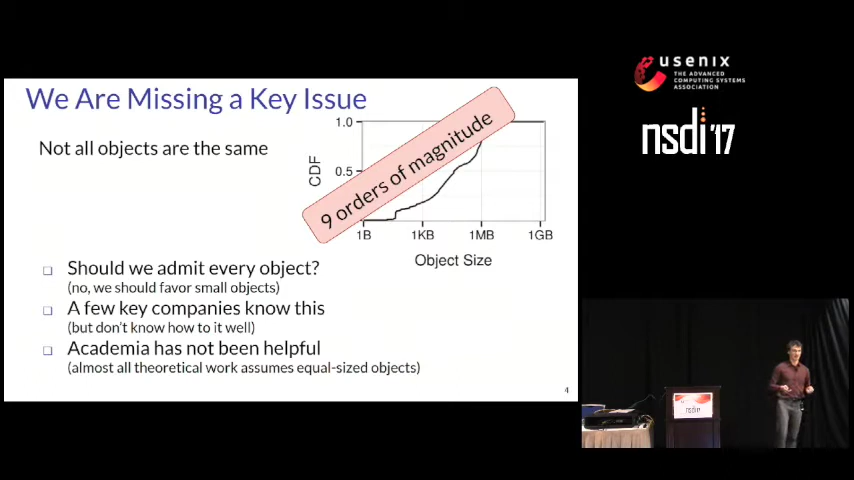 We Are Missing a Key Issue
Not all objects are the same
1.0
0.5
CDF
9 orders of magnitude
1B
1KB
1MB
1GB
Object Size
Should we admit every object?
(no, we should favor small objects)
A few key companies know this
(but don't know how to it well)
Academia has not been helpful
(almost all theoretical work assumes equal-sized objects)
4
usenix
THE ADVANCED
COMPUTING SYSTEMS
ASSOCIATION
nsdi '17
nsdi